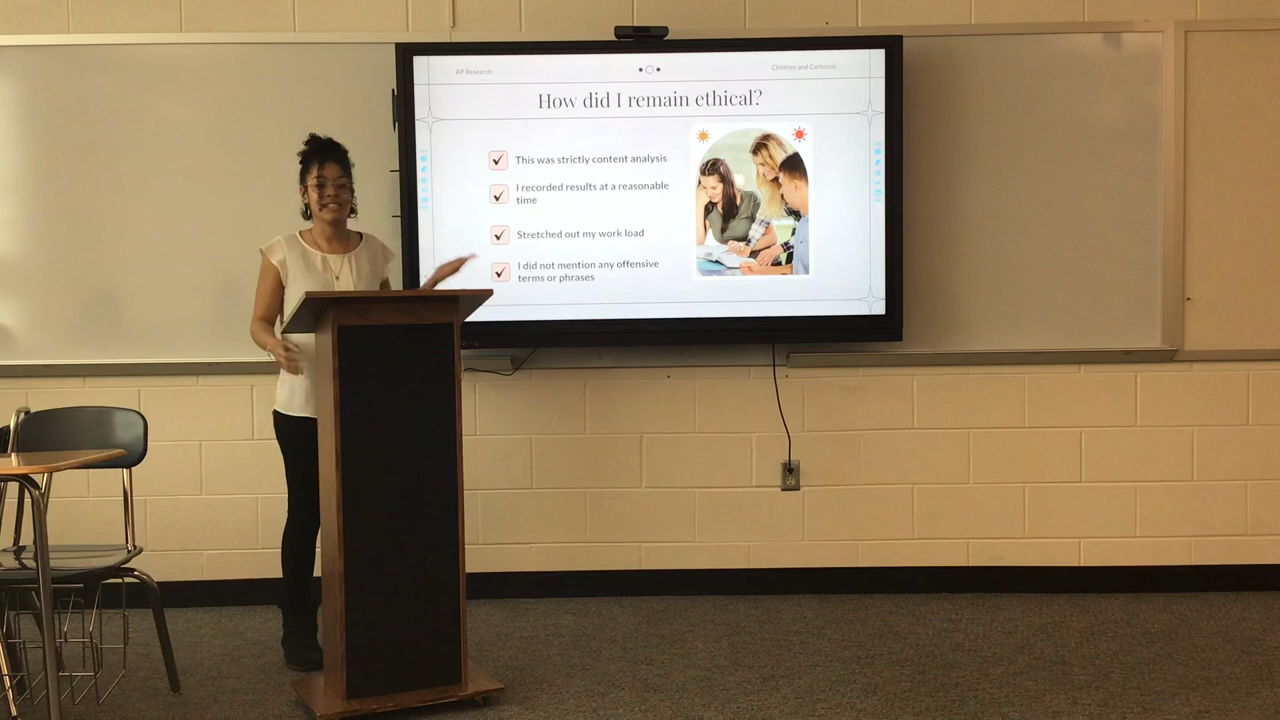 AP Research
Children and Cartoons
How did I remain ethical?
This was strictly content analysis
I recorded results at a reasonable
time
Stretched out my work load
I did not mention any offensive
terms or phrases